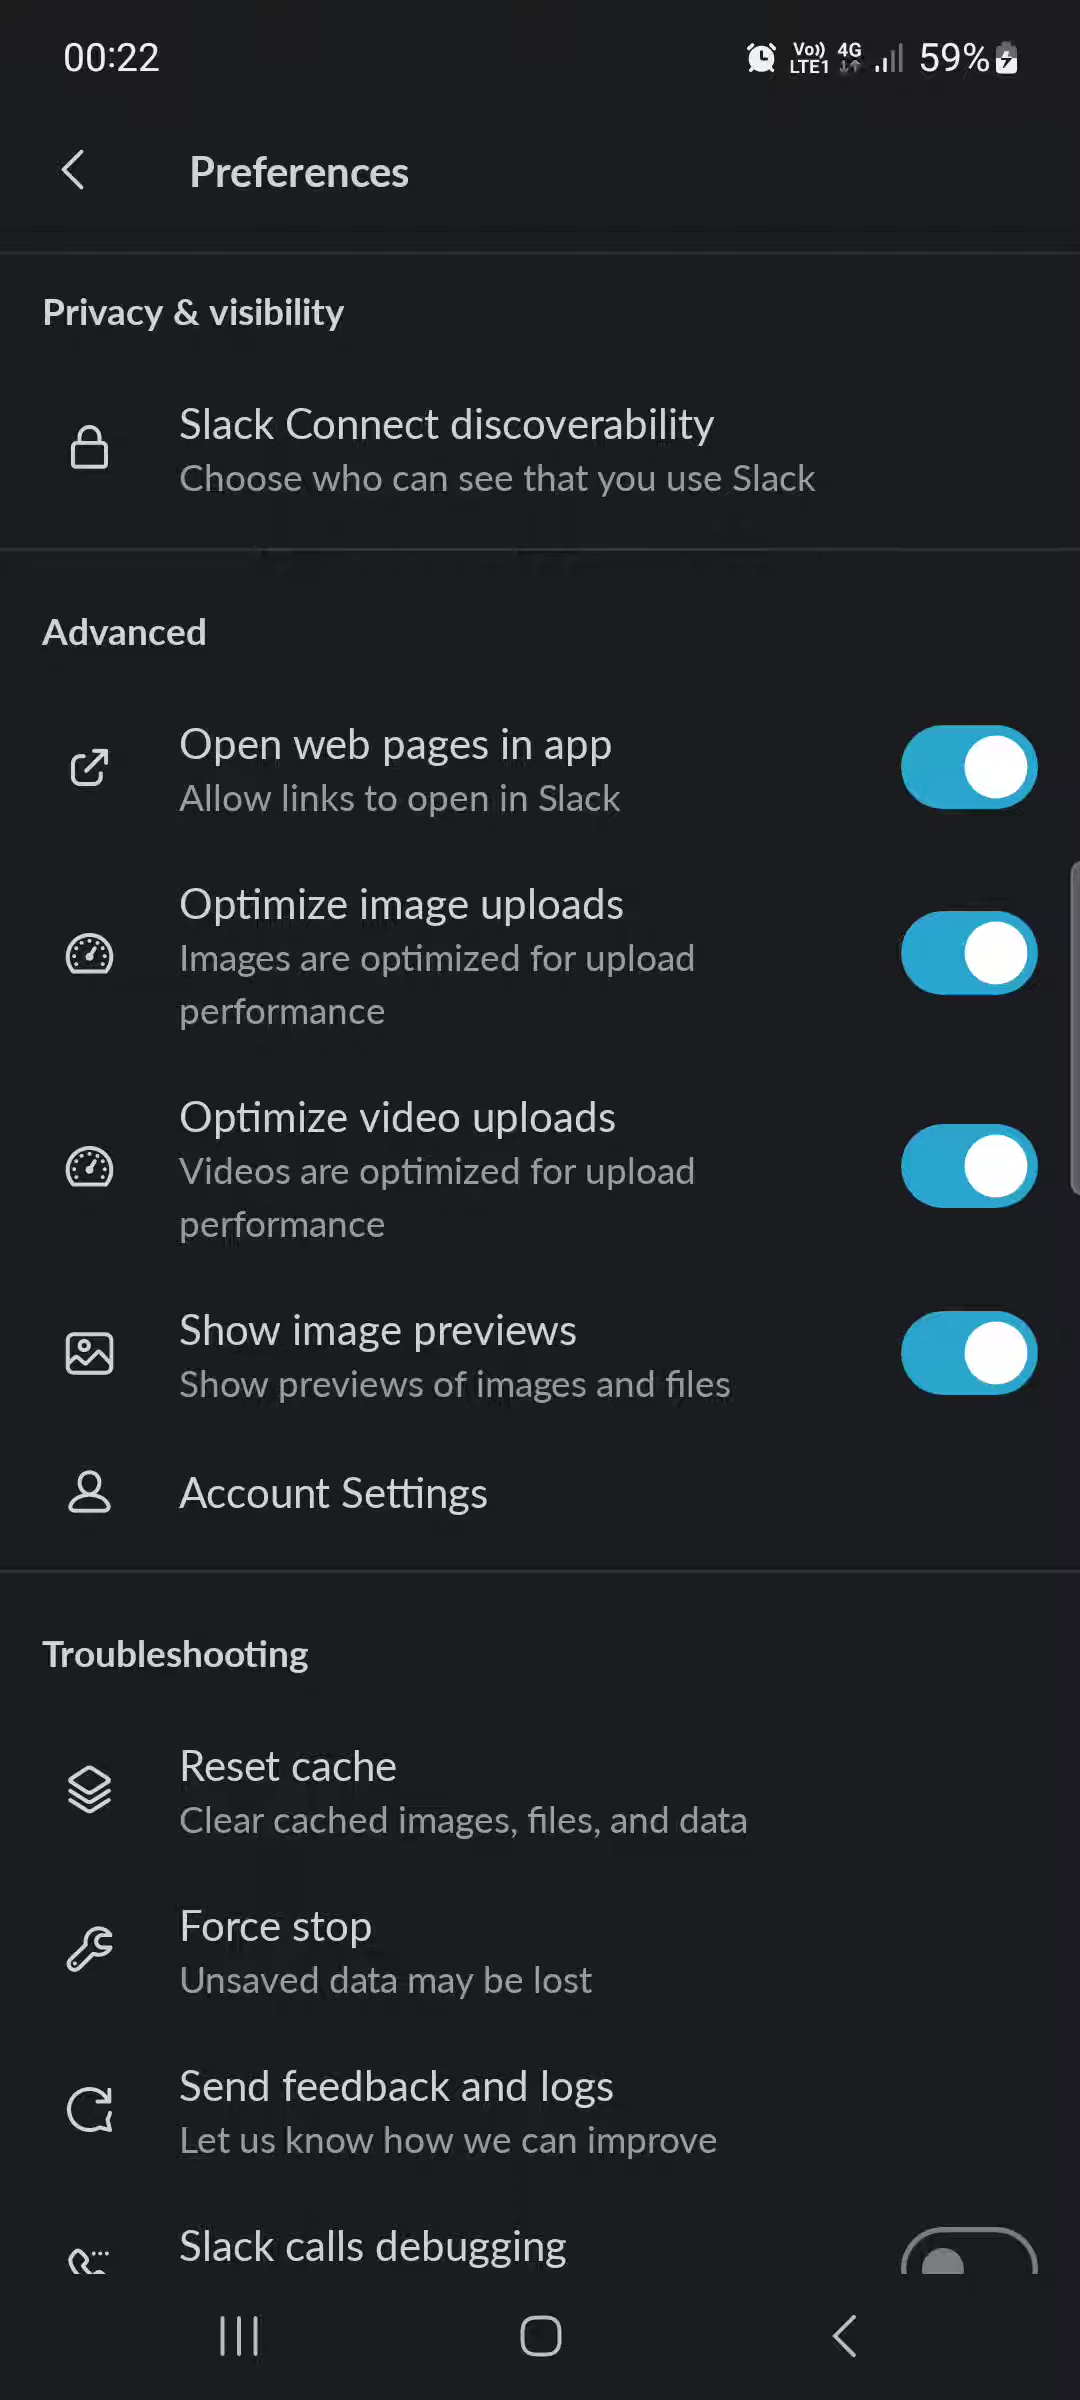 00:22
Vo)) 4G 59%
LTE1
Preferences
Privacy & visibility
Slack Connect discoverability
Choose who can see that you use Slack
Advanced
Open web pages in app
Allow links to open in Slack
Optimize image uploads
Images are optimized for upload
performance
Optimize video uploads
Videos are optimized for upload
performance
Show image previews
Show previews of images and files
Account Settings
Troubleshooting
Reset cache
Clear cached images, files, and data
Force stop
Unsaved data may be lost
Send feedback and logs
Let us know how we can improve
Slack calls debugging